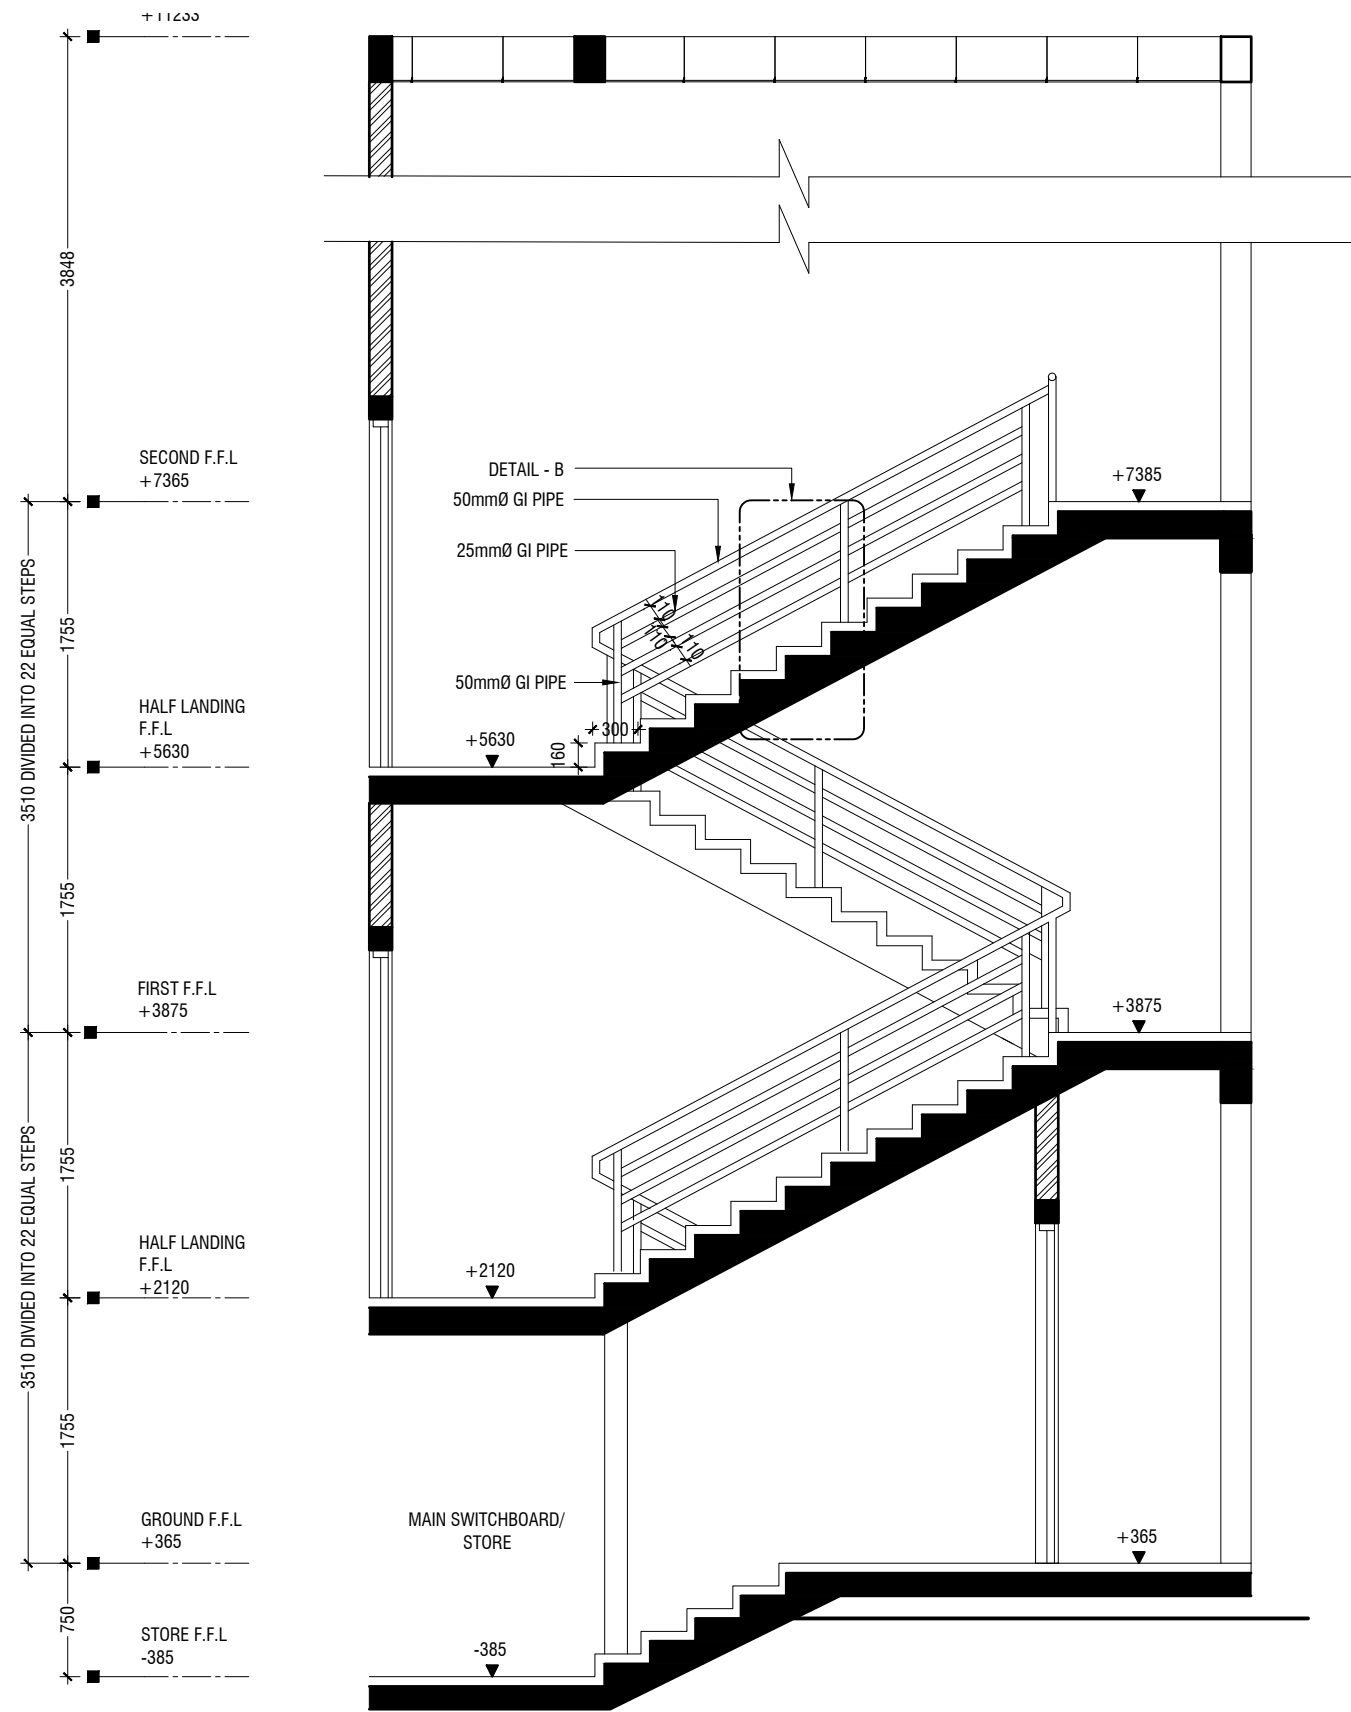 +11233
3848
SECOND F.F.L
+7365
DETAIL - B
50mmØ GI PIPE
25mmØ GI PIPE
+7385
3510 DIVIDED INTO 22 EQUAL STEPS
1755
110
110
110
50mmØ GI PIPE
HALF LANDING
F.F.L
+5630
+5630
300
160
1755
FIRST F.F.L
+3875
+3875
3510 DIVIDED INTO 22 EQUAL STEPS
1755
HALF LANDING
F.F.L
+2120
+2120
1755
MAIN SWITCHBOARD/
STORE
GROUND F.F.L
+365
+365
750
STORE F.F.L
-385
-385